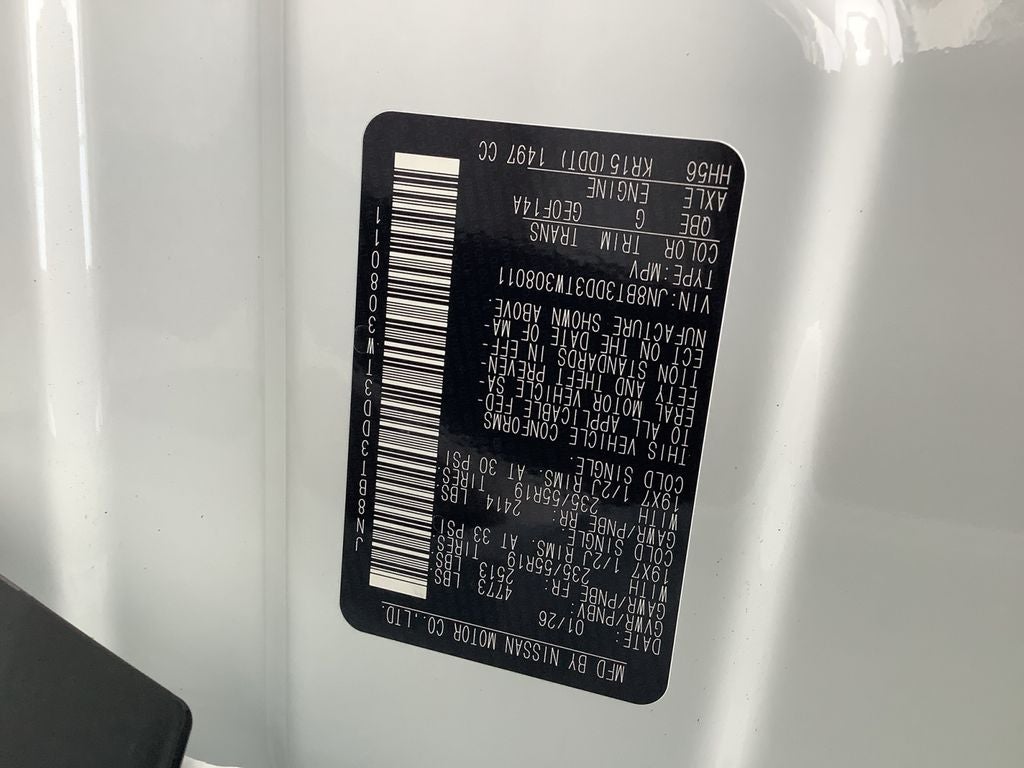 MFD BY NISSAN MOTOR CO.,LTD.
DATE: 01/26
GVWR/PNBV: 4773 LBS
GAWR/PNBE FR: 2513 LBS
WITH 235/55R19 TIRES:
19X7 1/2J RIMS: AT 33 PSI
COLD SINGLE
GAWR/PNBE RR: 2414 LBS
WITH 235/55R19 TIRES:
19X7 1/2J RIMS: AT 30 PSI
COLD SINGLE
THIS VEHICLE CONFORMS
TO ALL APPLICABLE FED-
ERAL MOTOR VEHICLE SA-
FETY AND THEFT PREVEN-
TION STANDARDS IN EFF-
ECT ON THE DATE OF MA-
NUFACTURE SHOWN ABOVE.
VIN:JN8BT3DD3TW308011
TYPE:MPV
COLOR TRIM TRANS
QBE G GE0F14A
AXLE ENGINE
HH56 KR15(DDT) 1497 CC
JN8BT3DD3TW308011